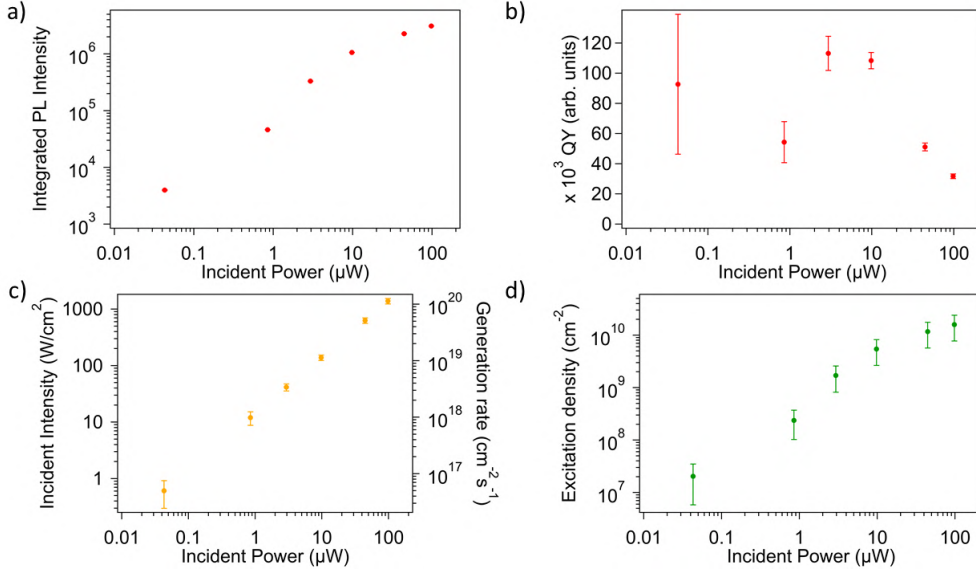 a)
Integrated PL Intensity
10^6
10^5
10^4
10^3
0.01 0.1 1 10 100
Incident Power (µW)
b)
x 10^3 QY (arb. units)
120
100
80
60
40
20
0
0.01 0.1 1 10 100
Incident Power (µW)
c)
Incident Intensity (W/cm^2)
1000
100
10
1
10^20
10^19
10^18
10^17
Generation rate (cm^-2 s^-1)
0.01 0.1 1 10 100
Incident Power (µW)
d)
Excitation density (cm^-2)
10^10
10^9
10^8
10^7
0.01 0.1 1 10 100
Incident Power (µW)